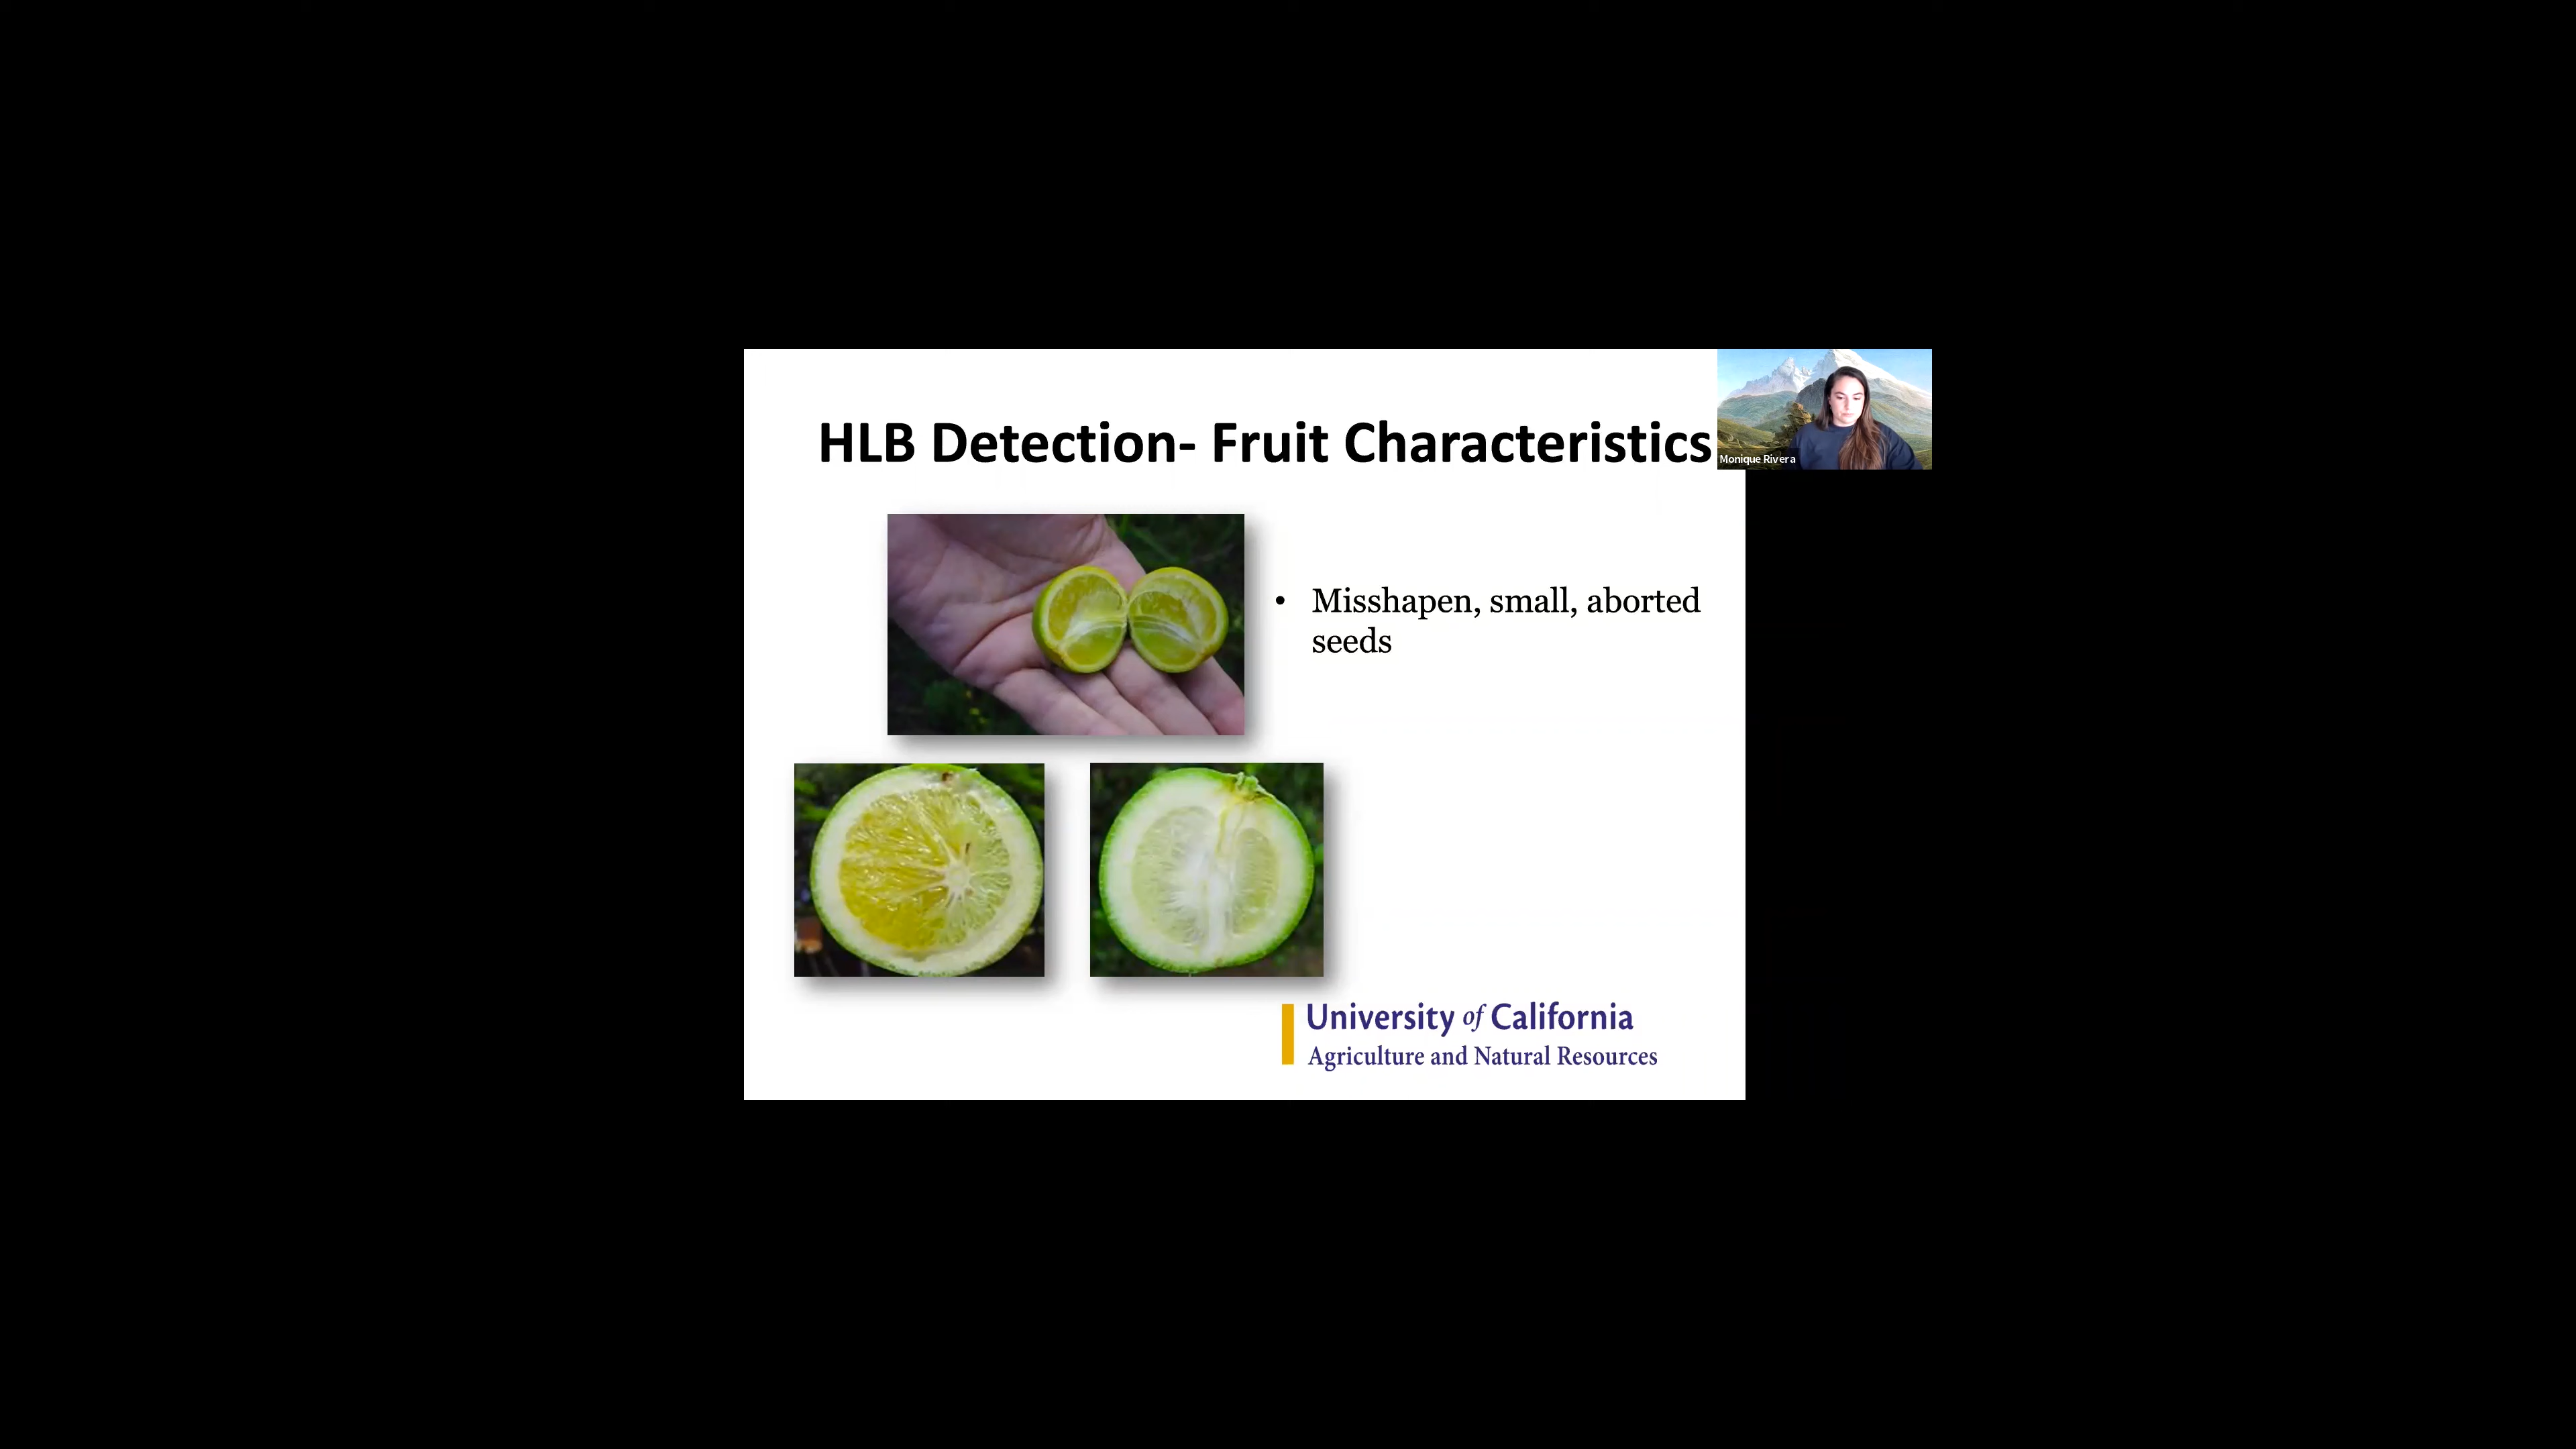 HLB Detection- Fruit Characteristics
Monique Rivera
• Misshapen, small, aborted
seeds
University of California
Agriculture and Natural Resources